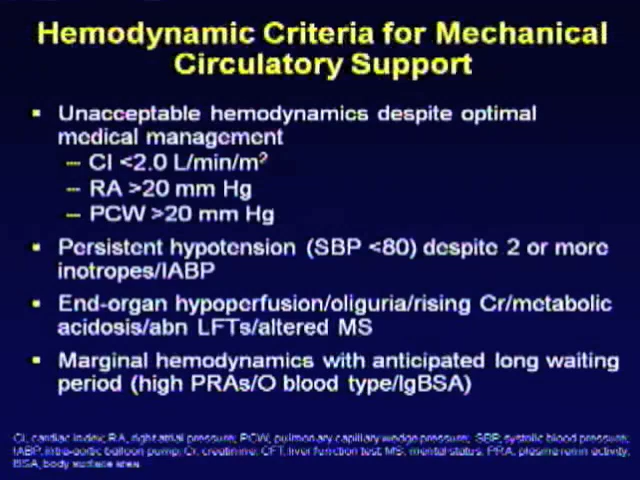 Hemodynamic Criteria for Mechanical
Circulatory Support
▪ Unacceptable hemodynamics despite optimal
medical management
– CI <2.0 L/min/m²
– RA >20 mm Hg
– PCW >20 mm Hg
▪ Persistent hypotension (SBP <80) despite 2 or more
inotropes/IABP
▪ End-organ hypoperfusion/oliguria/rising Cr/metabolic
acidosis/abn LFTs/altered MS
▪ Marginal hemodynamics with anticipated long waiting
period (high PRAs/O blood type/lgBSA)
CI, cardiac index; RA, right atrial pressure; PCW, pulmonary capillary wedge pressure; SBP, systolic blood pressure;
IABP, intra-aortic balloon pump; Cr, creatinine; CFT, liver function test; MS, mental status; PRA, plasma renin activity;
BSA, body surface area.